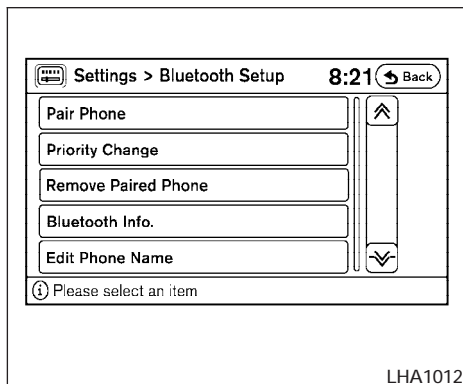 Settings > Bluetooth Setup 8:21 Back
Pair Phone
Priority Change
Remove Paired Phone
Bluetooth Info.
Edit Phone Name
i Please select an item
LHA1012